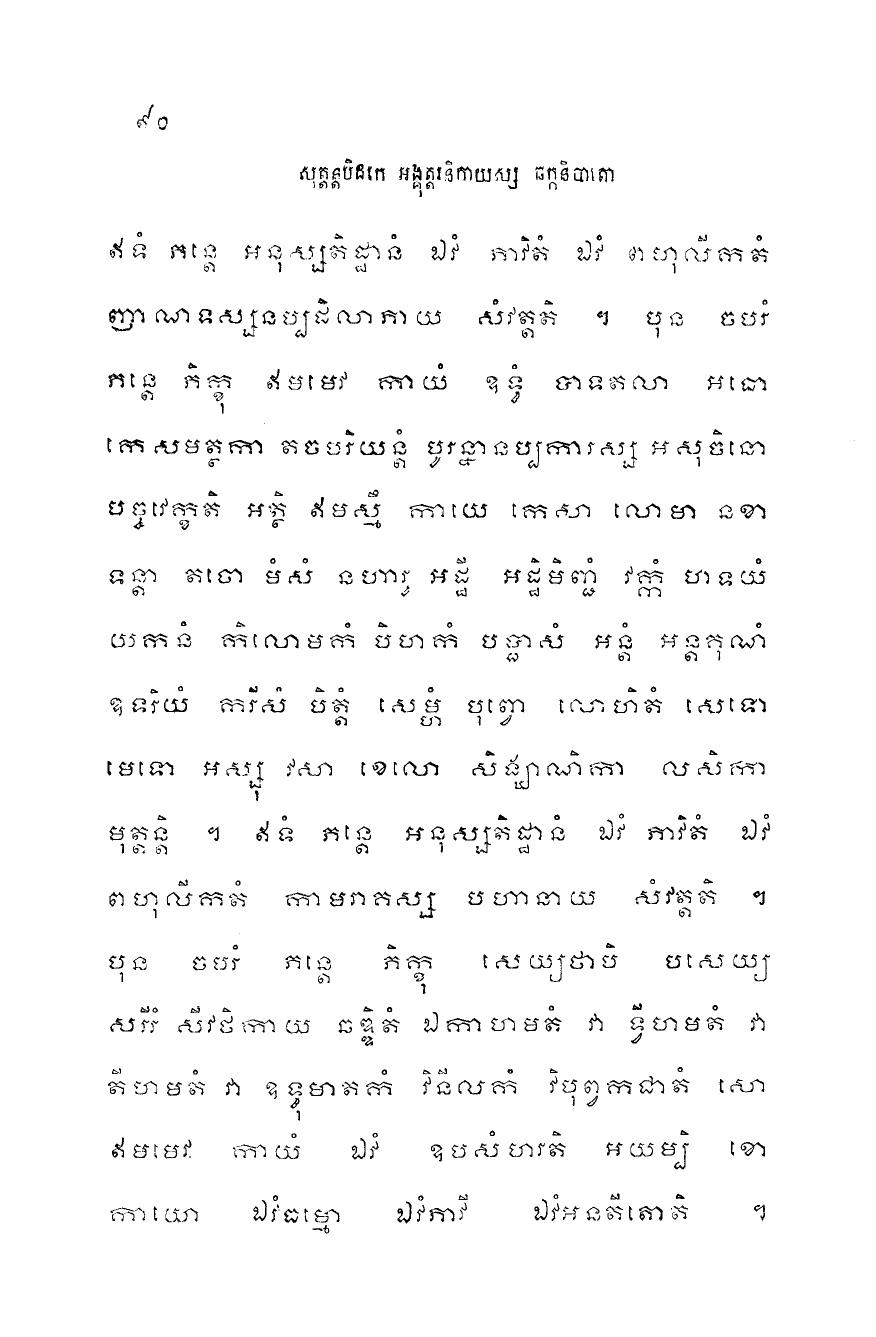 ៩០
សុត្តន្តបិដកេ អង្គុត្តរនិកាយស្ស ឆក្កនិបាតោ
ឥទំ ភន្តេ អនុស្សតិដ្ឋានំ ឯវំ ភាវិតំ ឯវំ ពហុលីកតំ
ញាណទស្សនប្បដិលាភាយ សំវត្តតិ ។ បុន ចបរំ
ភន្តេ ភិក្ខុ ឥមមេវ កាយំ ឧទ្ធំ បាទតលា អធោ
កេសមត្ថកា តចបរិយន្តំ បូរន្នានប្បការស្ស អសុចិនោ
បច្ចវេក្ខតិ អត្ថិ ឥមស្មឹ កាយេ កេសា លោមា នខា
ទន្តា តចោ មំសំ នហារូ អដ្ឋី អដ្ឋិមិញ្ជំ វក្កំ ហទយំ
យកនំ កិលោមកំ បិហកំ បប្ផាសំ អន្តំ អន្តគុណំ
ឧទរិយំ ករីសំ បិត្តំ សេម្ហំ បុព្វោ លោហិតំ សេទោ
មេទោ អស្សុ វសា ខេលោ សិង្ឃាណិកា លសិកា
មុត្តន្តិ ។ ឥទំ ភន្តេ អនុស្សតិដ្ឋានំ ឯវំ ភាវិតំ ឯវំ
ពហុលីកតំ កាមរាគស្ស បហានាយ សំវត្តតិ ។
បុន ចបរំ ភន្តេ ភិក្ខុ សេយ្យថាបិ បសេយ្យ
សរីរំ សីវថិកាយ ឆឌ្ឌិតំ ឯកាហមតំ វា ទ្វីហមតំ វា
តីហមតំ វា ឧទ្ធុមាតកំ វិនីលកំ វិបុព្វកជាតំ សោ
ឥមមេវ កាយំ ឯវំ ឧបសំហរតិ អយម្បិ ខោ
កាយោ ឯវំធម្មោ ឯវំភាវី ឯវំអនតីតោតិ ។